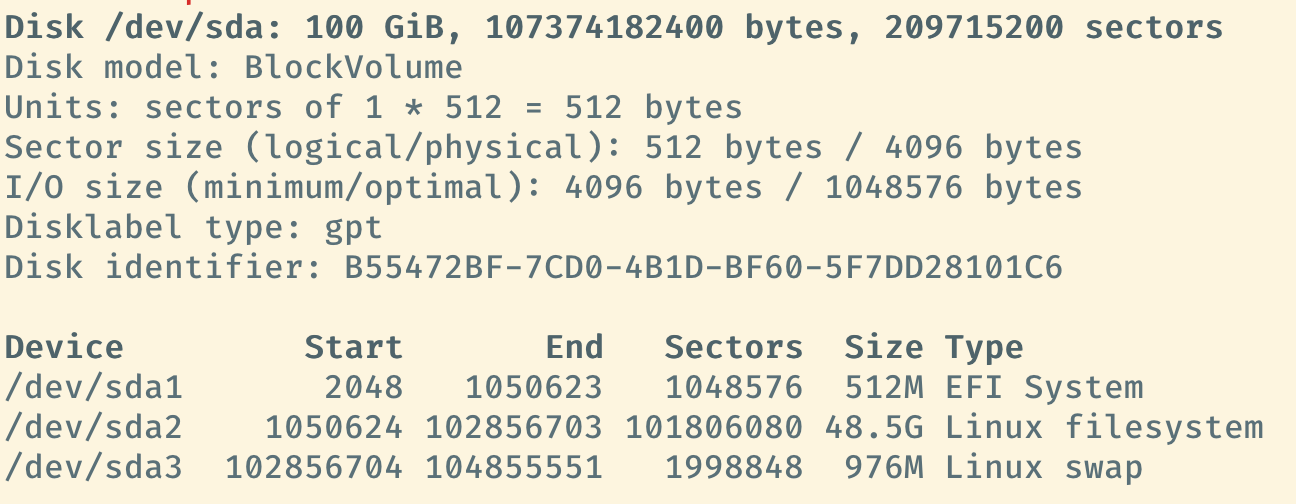 Disk /dev/sda: 100 GiB, 107374182400 bytes, 209715200 sectors
Disk model: BlockVolume
Units: sectors of 1 * 512 = 512 bytes
Sector size (logical/physical): 512 bytes / 4096 bytes
I/O size (minimum/optimal): 4096 bytes / 1048576 bytes
Disklabel type: gpt
Disk identifier: B55472BF-7CD0-4B1D-BF60-5F7DD28101C6
Device Start End Sectors Size Type
/dev/sda1 2048 1050623 1048576 512M EFI System
/dev/sda2 1050624 102856703 101806080 48.5G Linux filesystem
/dev/sda3 102856704 104855551 1998848 976M Linux swap